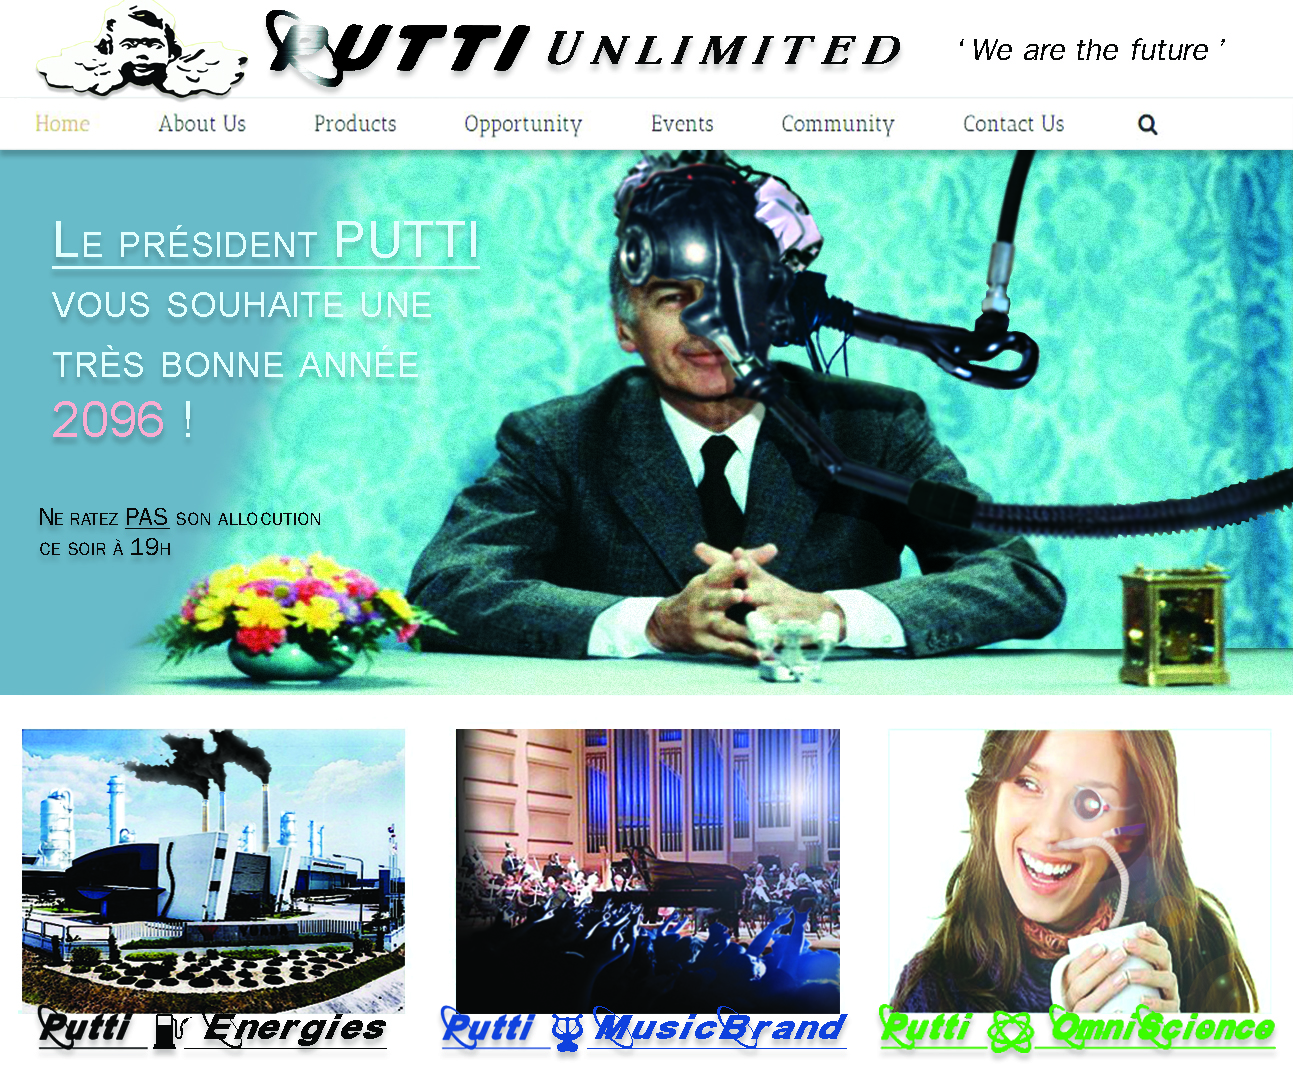 PUTTI UNLIMITED ‘ We are the future ’
Home About Us Products Opportunity Events Community Contact Us
LE PRÉSIDENT PUTTI
VOUS SOUHAITE UNE
TRÈS BONNE ANNÉE
2096 !
NE RATEZ PAS SON ALLOCUTION
CE SOIR À 19H
Putti Energies
Putti MusicBrand
Putti OmniScience